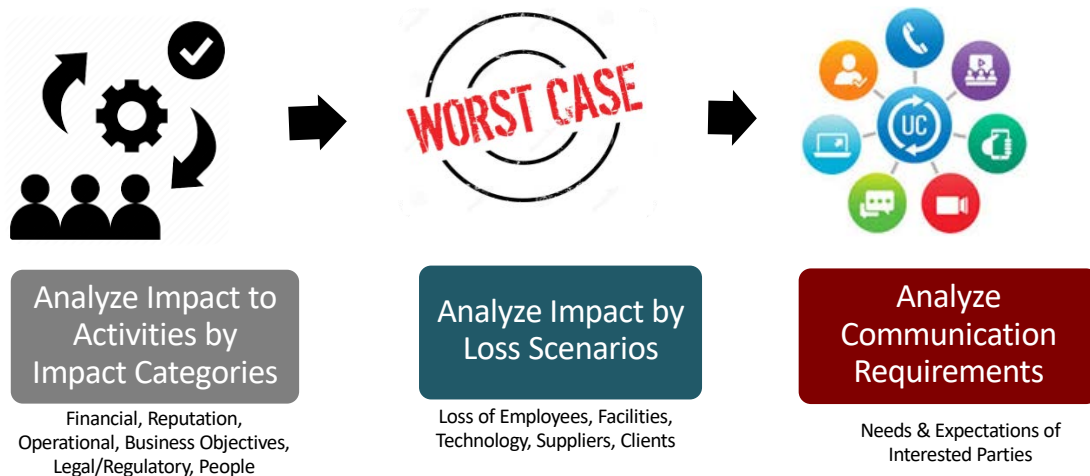 WORST CASE
UC
Analyze Impact to
Activities by
Impact Categories
Financial, Reputation,
Operational, Business Objectives,
Legal/Regulatory, People
Analyze Impact by
Loss Scenarios
Loss of Employees, Facilities,
Technology, Suppliers, Clients
Analyze
Communication
Requirements
Needs & Expectations of
Interested Parties